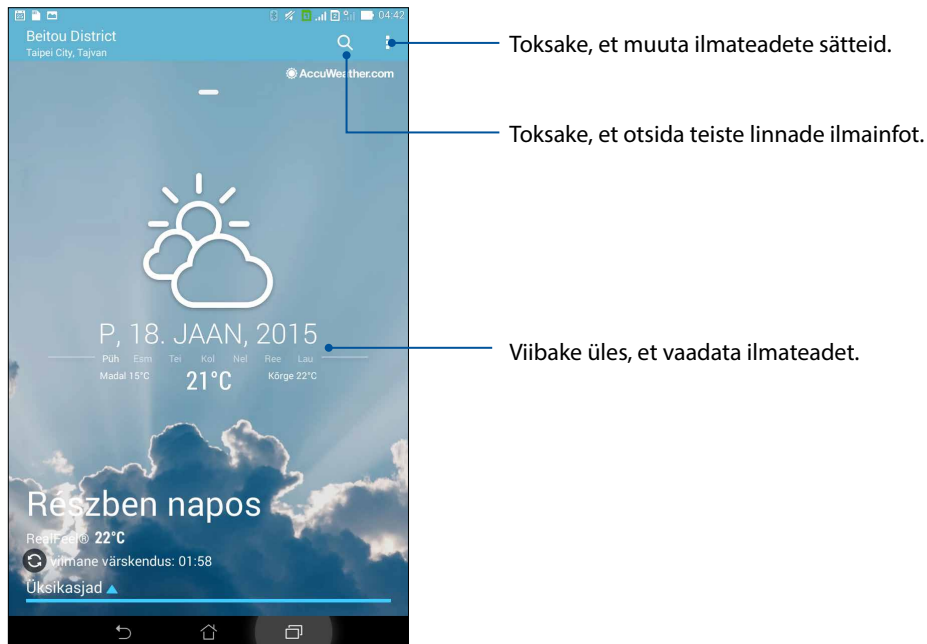 04:42
Beitou District
Taipei City, Tajvan
AccuWeather.com
P, 18. JAAN, 2015
Püh Esm Tei Kol Nel Ree Lau
Madal 15°C 21°C Kõrge 22°C
Részben napos
RealFeel® 22°C
viimane värskendus: 01:58
Üksikasjad
Toksake, et muuta ilmateadete sätteid.
Toksake, et otsida teiste linnade ilmainfot.
Viibake üles, et vaadata ilmateadet.